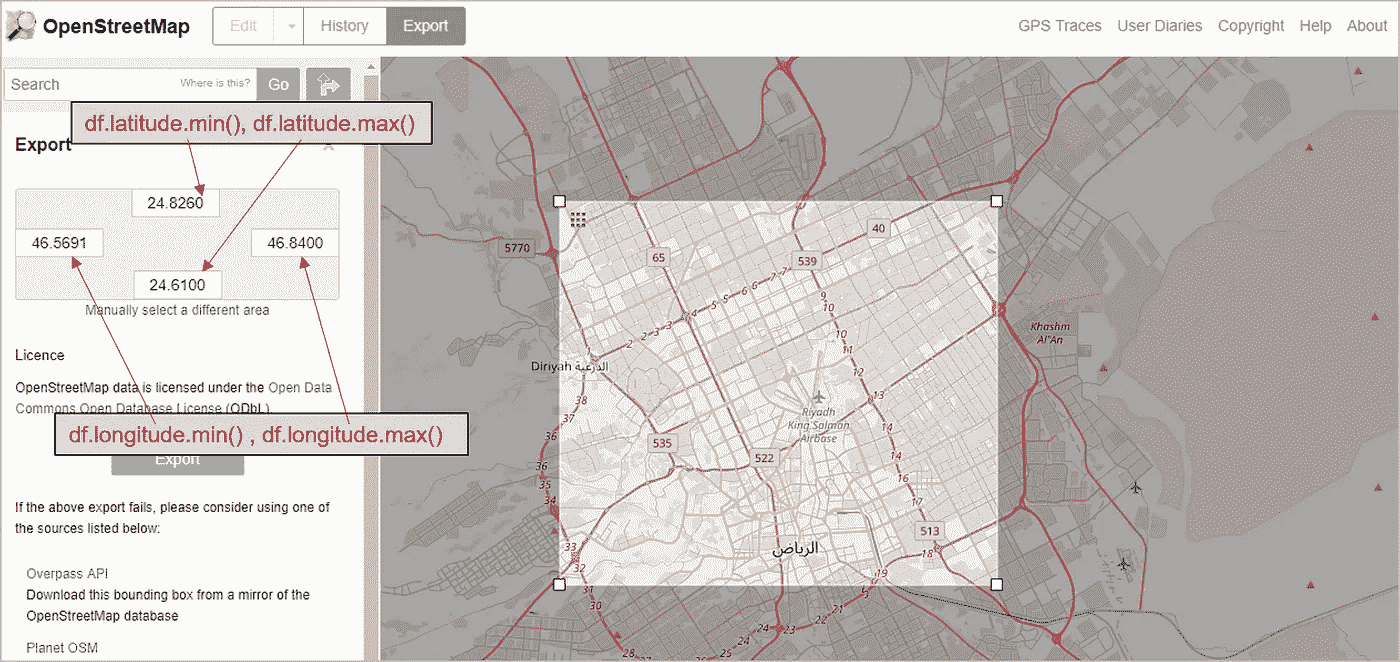 OpenStreetMap
Edit
History
Export
GPS Traces
User Diaries
Copyright
Help
About
Search
Where is this?
Go
df.latitude.min(), df.latitude.max()
Export
24.8260
46.5691
46.8400
24.6100
Manually select a different area
Licence
OpenStreetMap data is licensed under the Open Data
Commons Open Database License (ODbL).
df.longitude.min() , df.longitude.max()
Export
If the above export fails, please consider using one of
the sources listed below:
Overpass API
Download this bounding box from a mirror of the
OpenStreetMap database
Planet OSM
5770
65
539
40
4
5
5
6
6
7
7
9
10
10
11
12
13
14
14
16
17
18
19
1
2
2
3
3
Khashm
Al'An
Diriyah الدرعية
38
37
36
36
35
34
33
32
31
30
28
Riyadh
King Salman
Airbase
535
522
513
الرياض
21
22
23
24
24
25